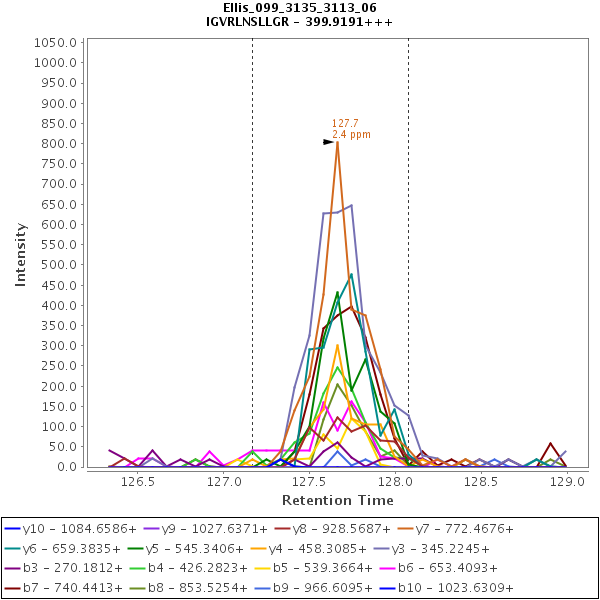 Ellis_099_3135_3113_06
IGVRLNSLLGR - 399.9191+++
1050.0
1000.0
950.0
900.0
850.0
800.0
750.0
700.0
650.0
600.0
550.0
500.0
450.0
400.0
350.0
300.0
250.0
200.0
150.0
100.0
50.0
0.0
Intensity
127.7
2.4 ppm
126.5 127.0 127.5 128.0 128.5 129.0
Retention Time
y10 - 1084.6586+ y9 - 1027.6371+ y8 - 928.5687+ y7 - 772.4676+
y6 - 659.3835+ y5 - 545.3406+ y4 - 458.3085+ y3 - 345.2245+
b3 - 270.1812+ b4 - 426.2823+ b5 - 539.3664+ b6 - 653.4093+
b7 - 740.4413+ b8 - 853.5254+ b9 - 966.6095+ b10 - 1023.6309+